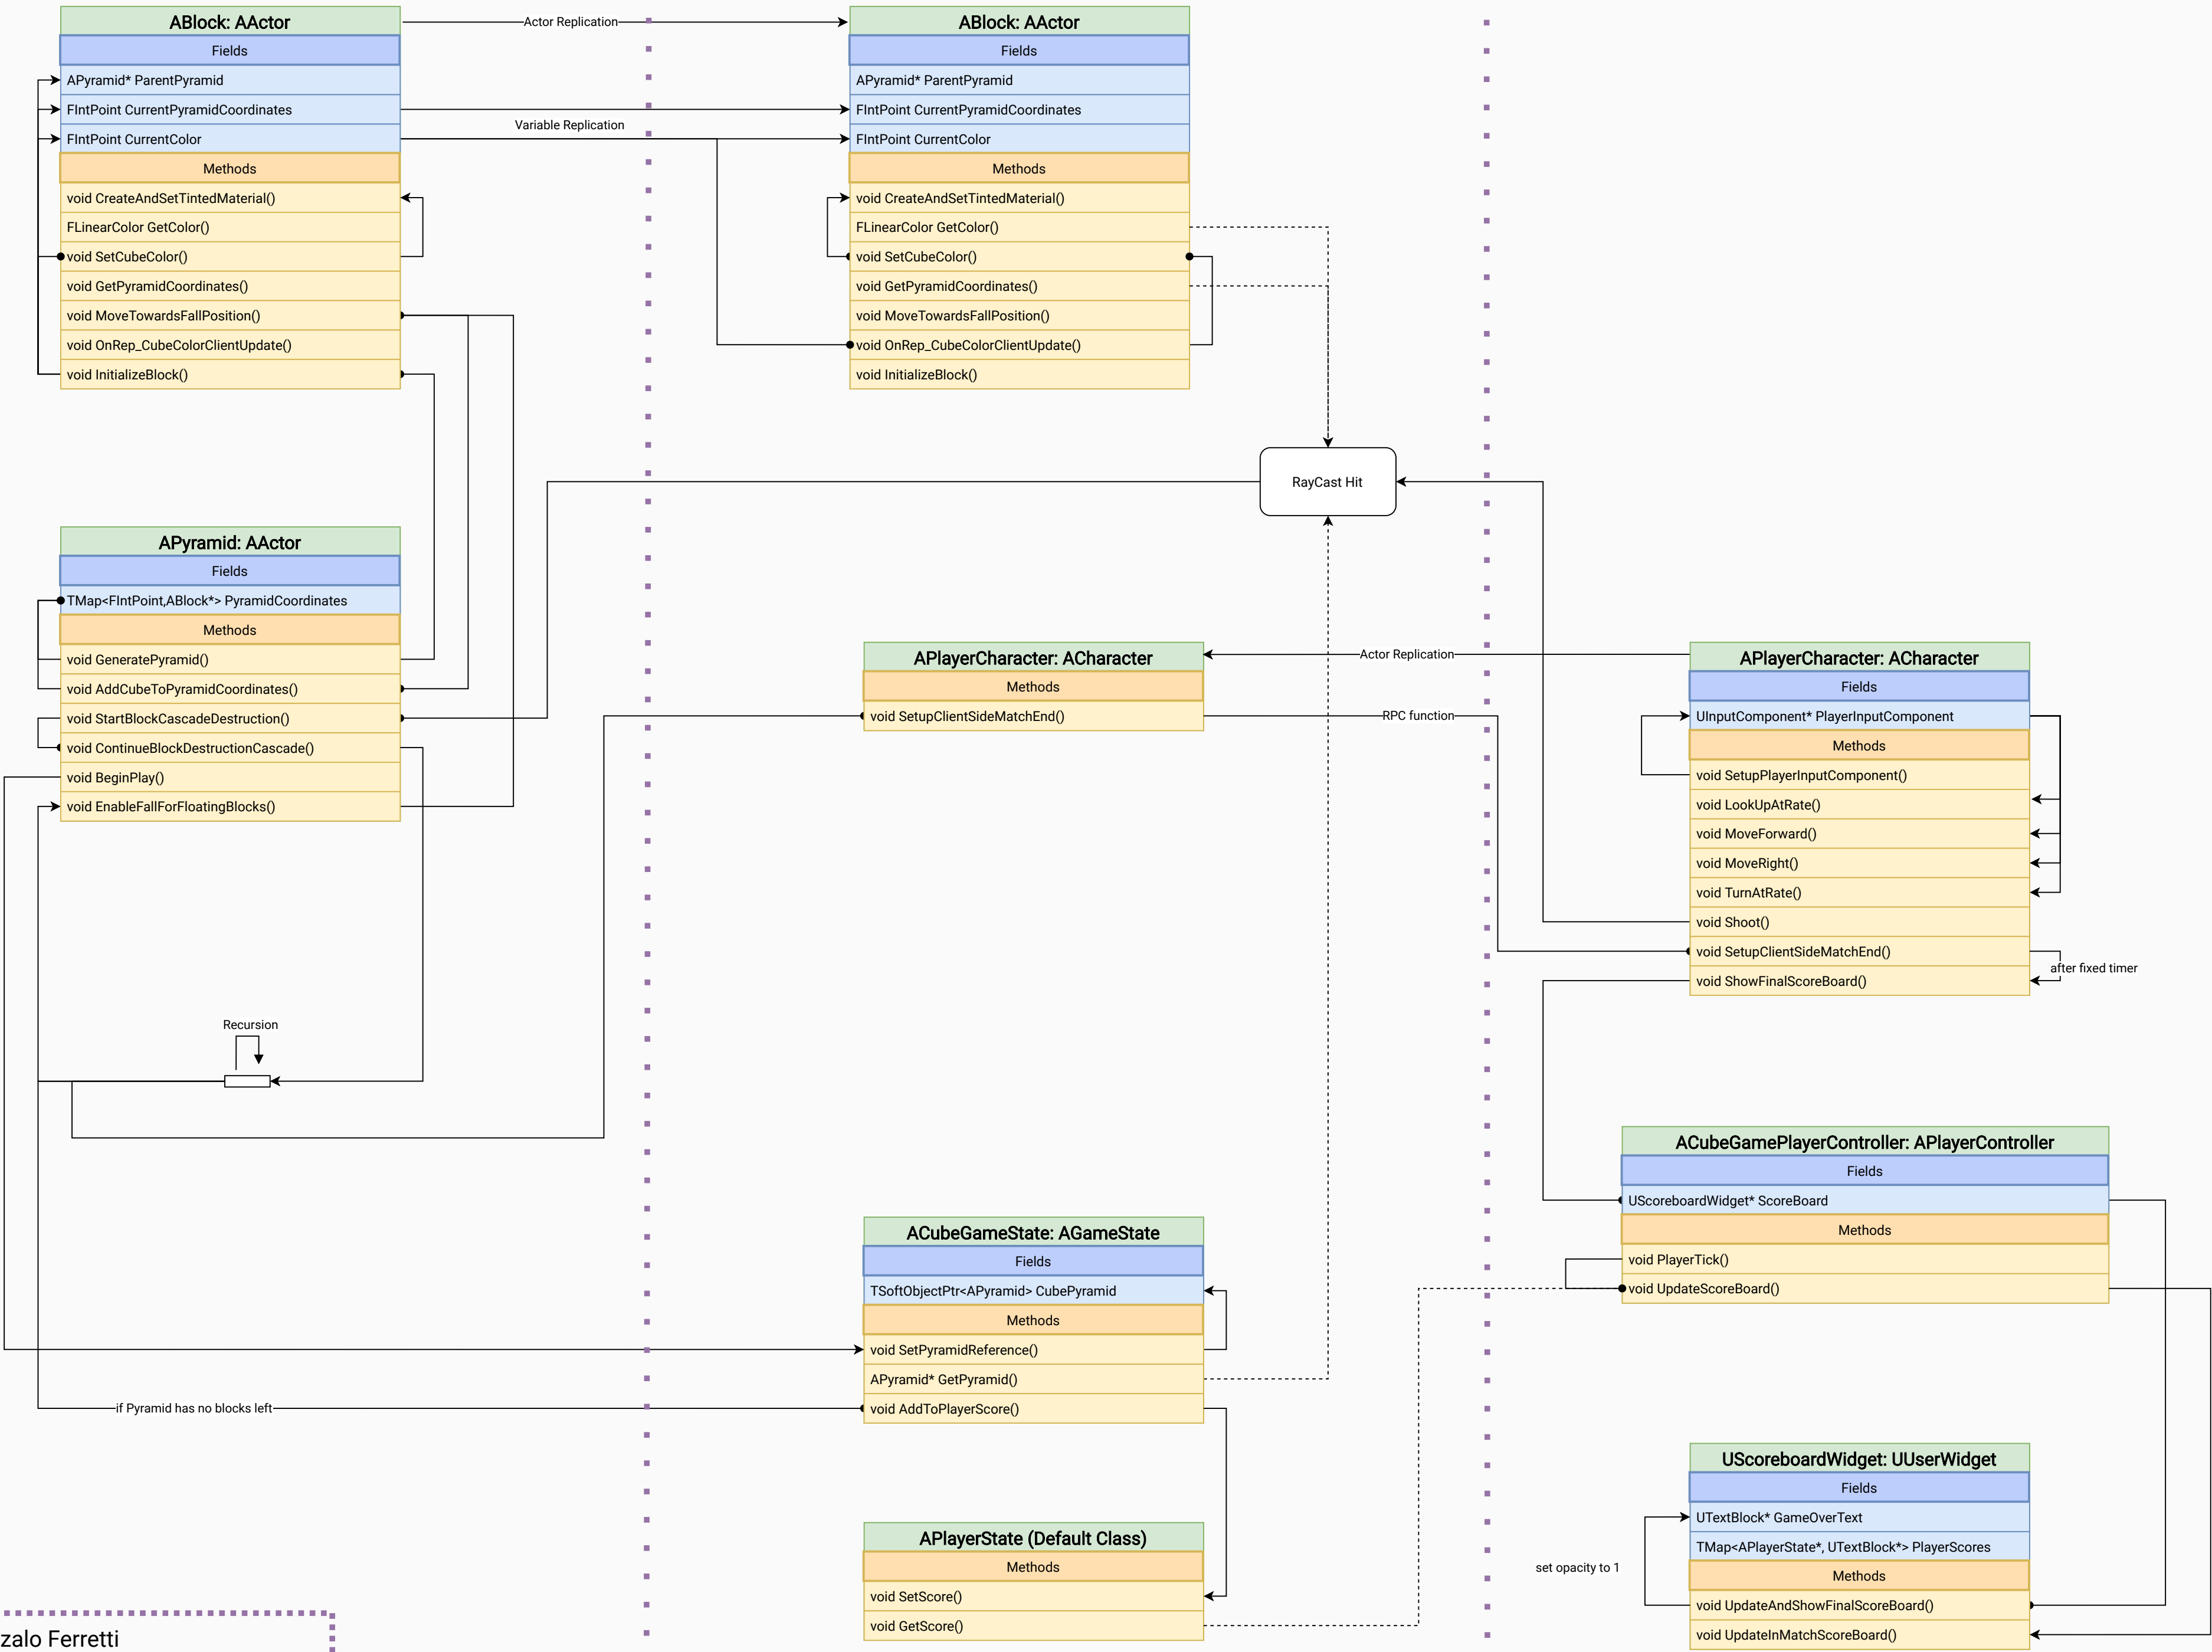 ABlock: AActor
Fields
APyramid* ParentPyramid
FIntPoint CurrentPyramidCoordinates
FIntPoint CurrentColor
Methods
void CreateAndSetTintedMaterial()
FLinearColor GetColor()
void SetCubeColor()
void GetPyramidCoordinates()
void MoveTowardsFallPosition()
void OnRep_CubeColorClientUpdate()
void InitializeBlock()
Actor Replication
Variable Replication
ABlock: AActor
Fields
APyramid* ParentPyramid
FIntPoint CurrentPyramidCoordinates
FIntPoint CurrentColor
Methods
void CreateAndSetTintedMaterial()
FLinearColor GetColor()
void SetCubeColor()
void GetPyramidCoordinates()
void MoveTowardsFallPosition()
void OnRep_CubeColorClientUpdate()
void InitializeBlock()
RayCast Hit
APyramid: AActor
Fields
TMap<FIntPoint,ABlock*> PyramidCoordinates
Methods
void GeneratePyramid()
void AddCubeToPyramidCoordinates()
void StartBlockCascadeDestruction()
void ContinueBlockDestructionCascade()
void BeginPlay()
void EnableFallForFloatingBlocks()
Recursion
APlayerCharacter: ACharacter
Methods
void SetupClientSideMatchEnd()
Actor Replication
RPC function
APlayerCharacter: ACharacter
Fields
UInputComponent* PlayerInputComponent
Methods
void SetupPlayerInputComponent()
void LookUpAtRate()
void MoveForward()
void MoveRight()
void TurnAtRate()
void Shoot()
void SetupClientSideMatchEnd()
void ShowFinalScoreBoard()
after fixed timer
ACubeGamePlayerController: APlayerController
Fields
UScoreboardWidget* ScoreBoard
Methods
void PlayerTick()
void UpdateScoreBoard()
ACubeGameState: AGameState
Fields
TSoftObjectPtr<APyramid> CubePyramid
Methods
void SetPyramidReference()
APyramid* GetPyramid()
void AddToPlayerScore()
if Pyramid has no blocks left
APlayerState (Default Class)
Methods
void SetScore()
void GetScore()
UScoreboardWidget: UUserWidget
Fields
UTextBlock* GameOverText
TMap<APlayerState*, UTextBlock*> PlayerScores
Methods
void UpdateAndShowFinalScoreBoard()
void UpdateInMatchScoreBoard()
set opacity to 1
zalo Ferretti